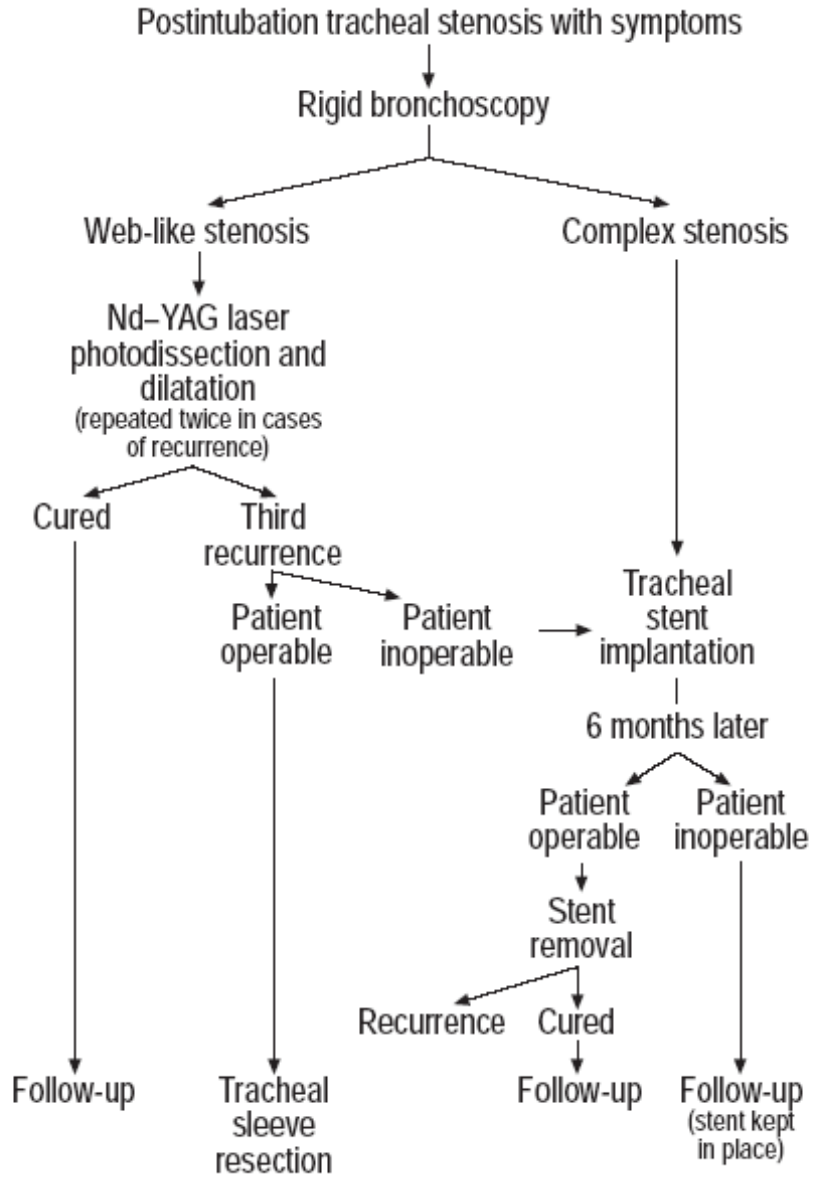 Postintubation tracheal stenosis with symptoms
Rigid bronchoscopy
Web-like stenosis
Complex stenosis
Nd–YAG laser
photodissection and
dilatation
(repeated twice in cases
of recurrence)
Cured
Third
recurrence
Patient
operable
Patient
inoperable
Tracheal
stent
implantation
6 months later
Patient
operable
Patient
inoperable
Stent
removal
Recurrence
Cured
Follow-up
Tracheal
sleeve
resection
Follow-up
Follow-up
(stent kept
in place)